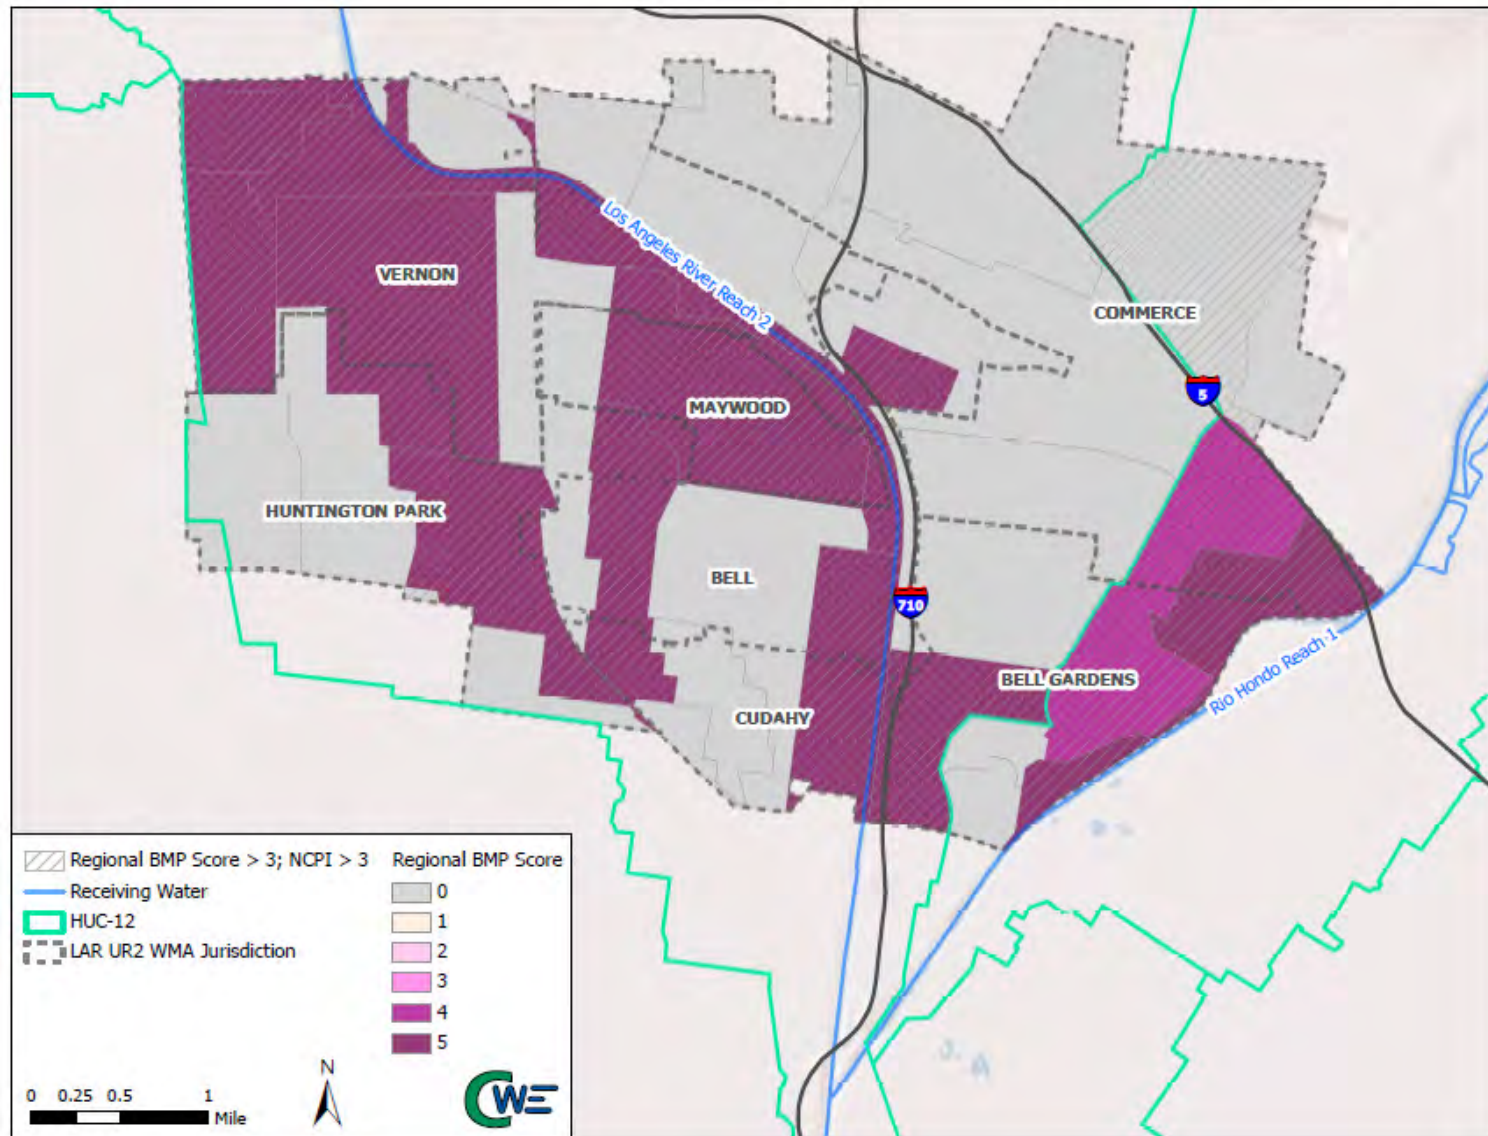 Los Angeles River Reach 2
VERNON
COMMERCE
5
MAYWOOD
HUNTINGTON PARK
BELL
710
BELL GARDENS
Rio Hondo Reach 1
CUDAHY
Regional BMP Score > 3; NCPI > 3
Receiving Water
HUC-12
LAR UR2 WMA Jurisdiction
Regional BMP Score
0
1
2
3
4
5
N
0 0.25 0.5 1
Mile
CWE